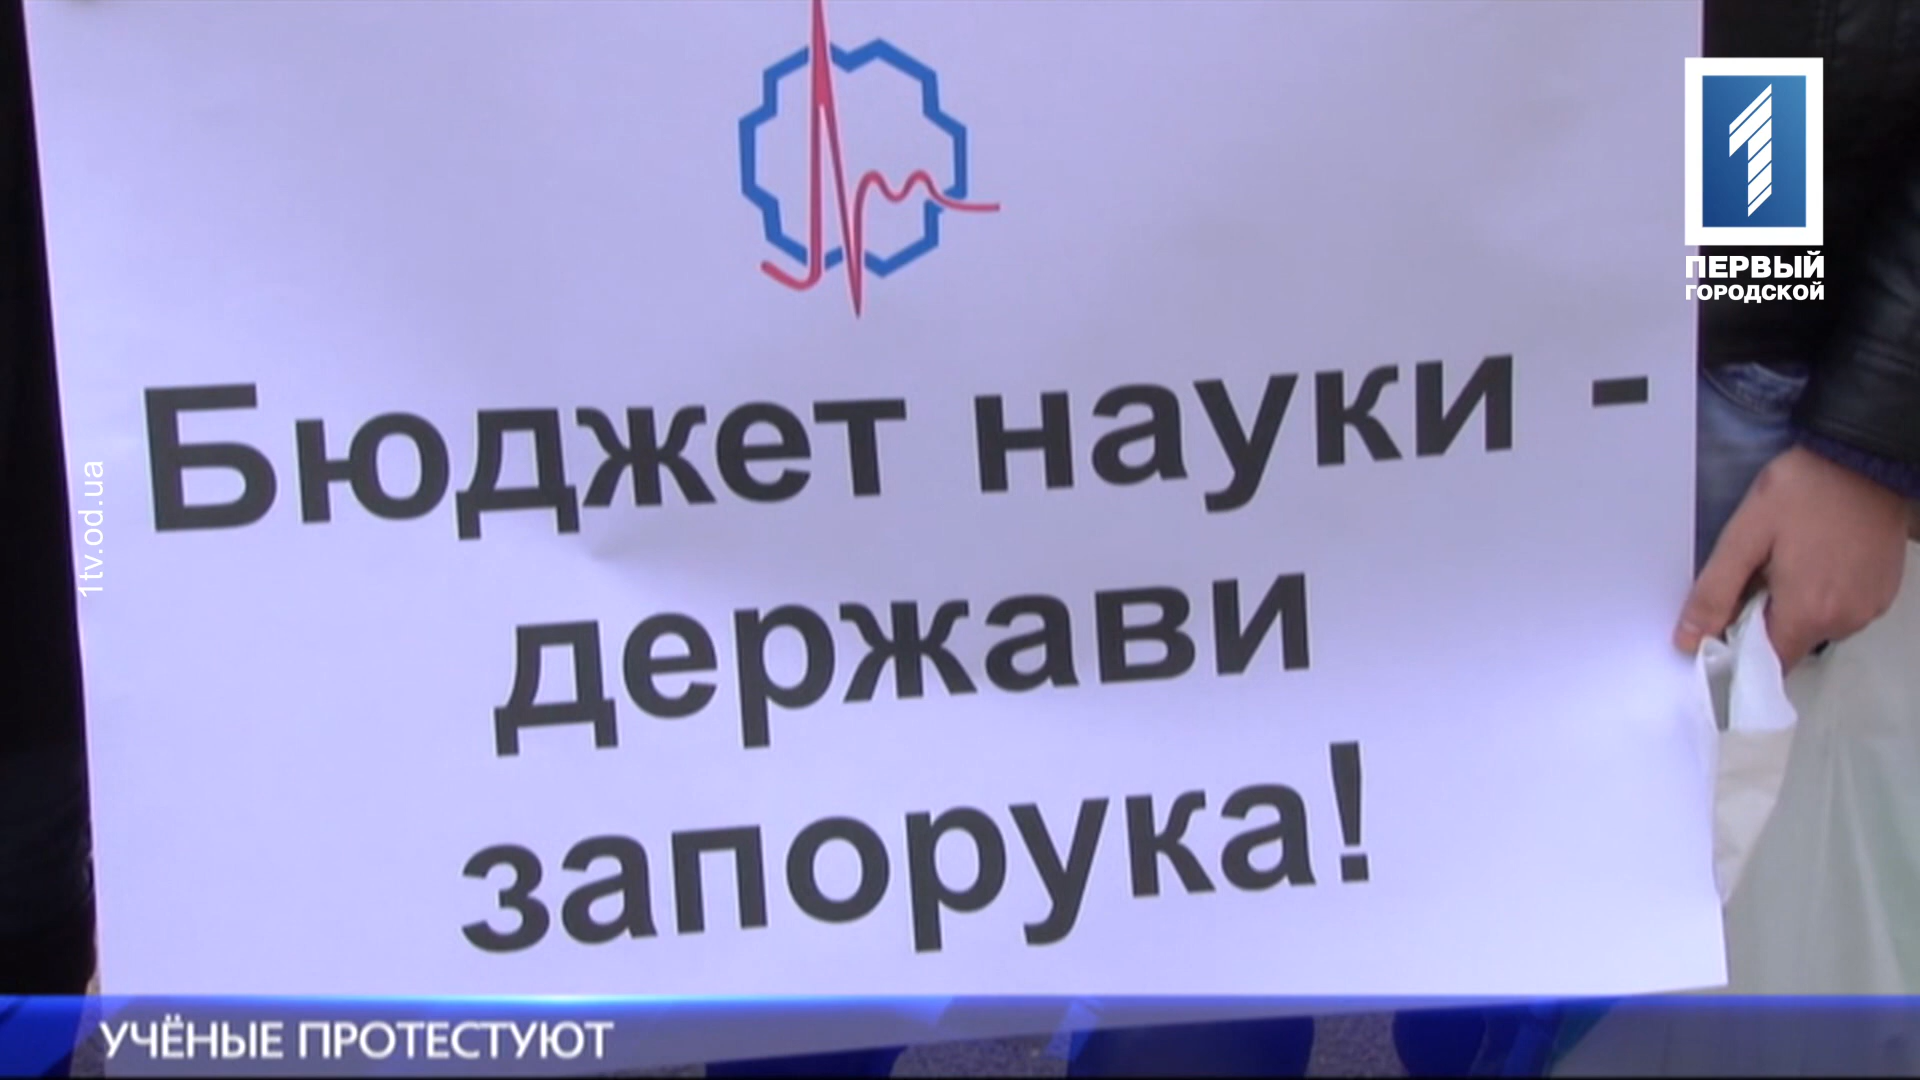 ПЕРВЫЙ
ГОРОДСКОЙ
Бюджет науки -
держави
запорука!
1tv.od.ua
УЧЁНЫЕ ПРОТЕСТУЮТ